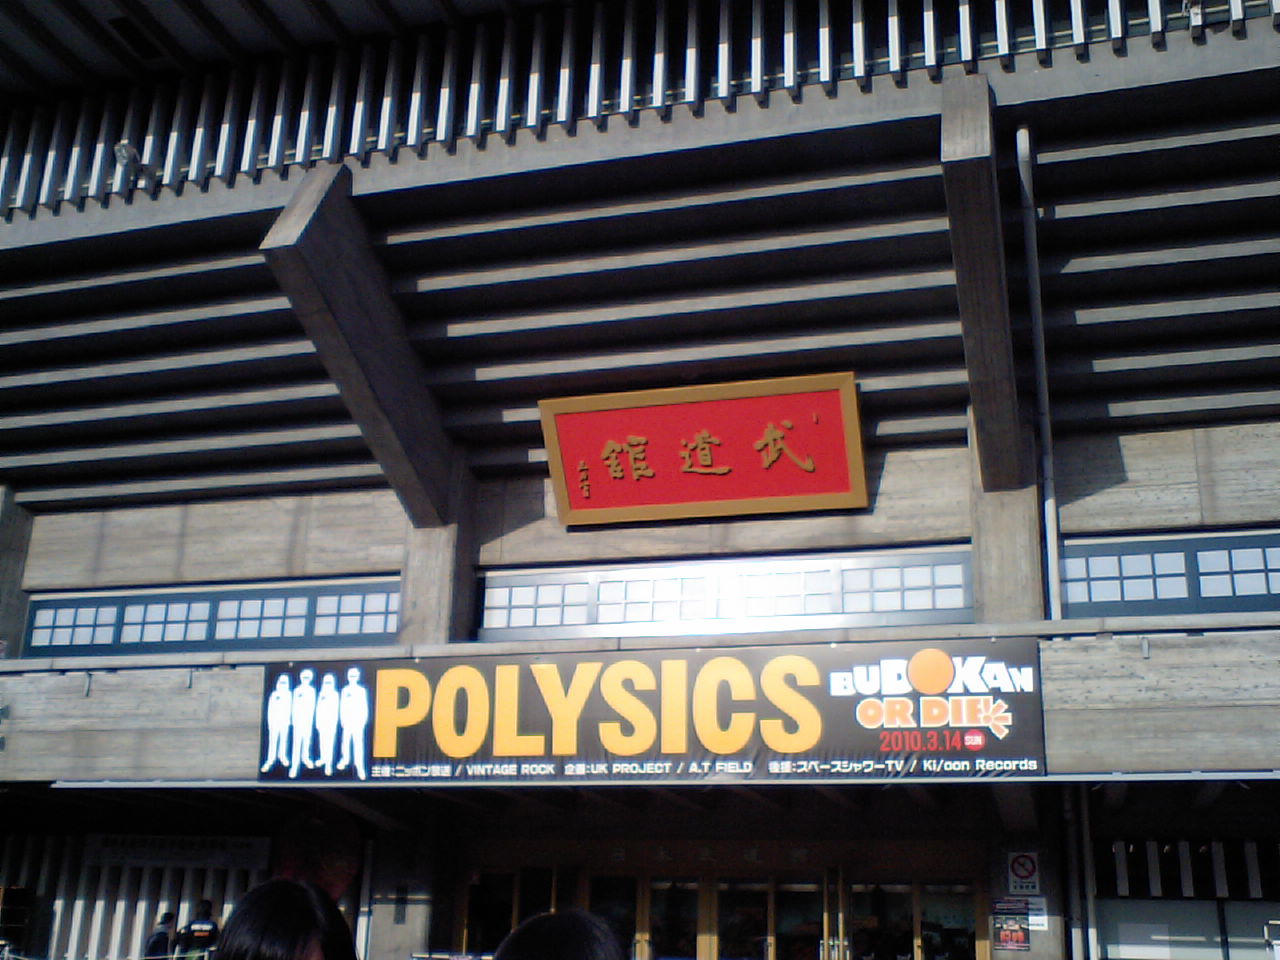 武道館
POLYSICS
BUDOKAN
OR DIE!
2010.3.14 SUN
主催:ニッポン放送 / VINTAGE ROCK 企画:UK PROJECT / A.T FIELD 後援:スペースシャワーTV / Ki/oon Records